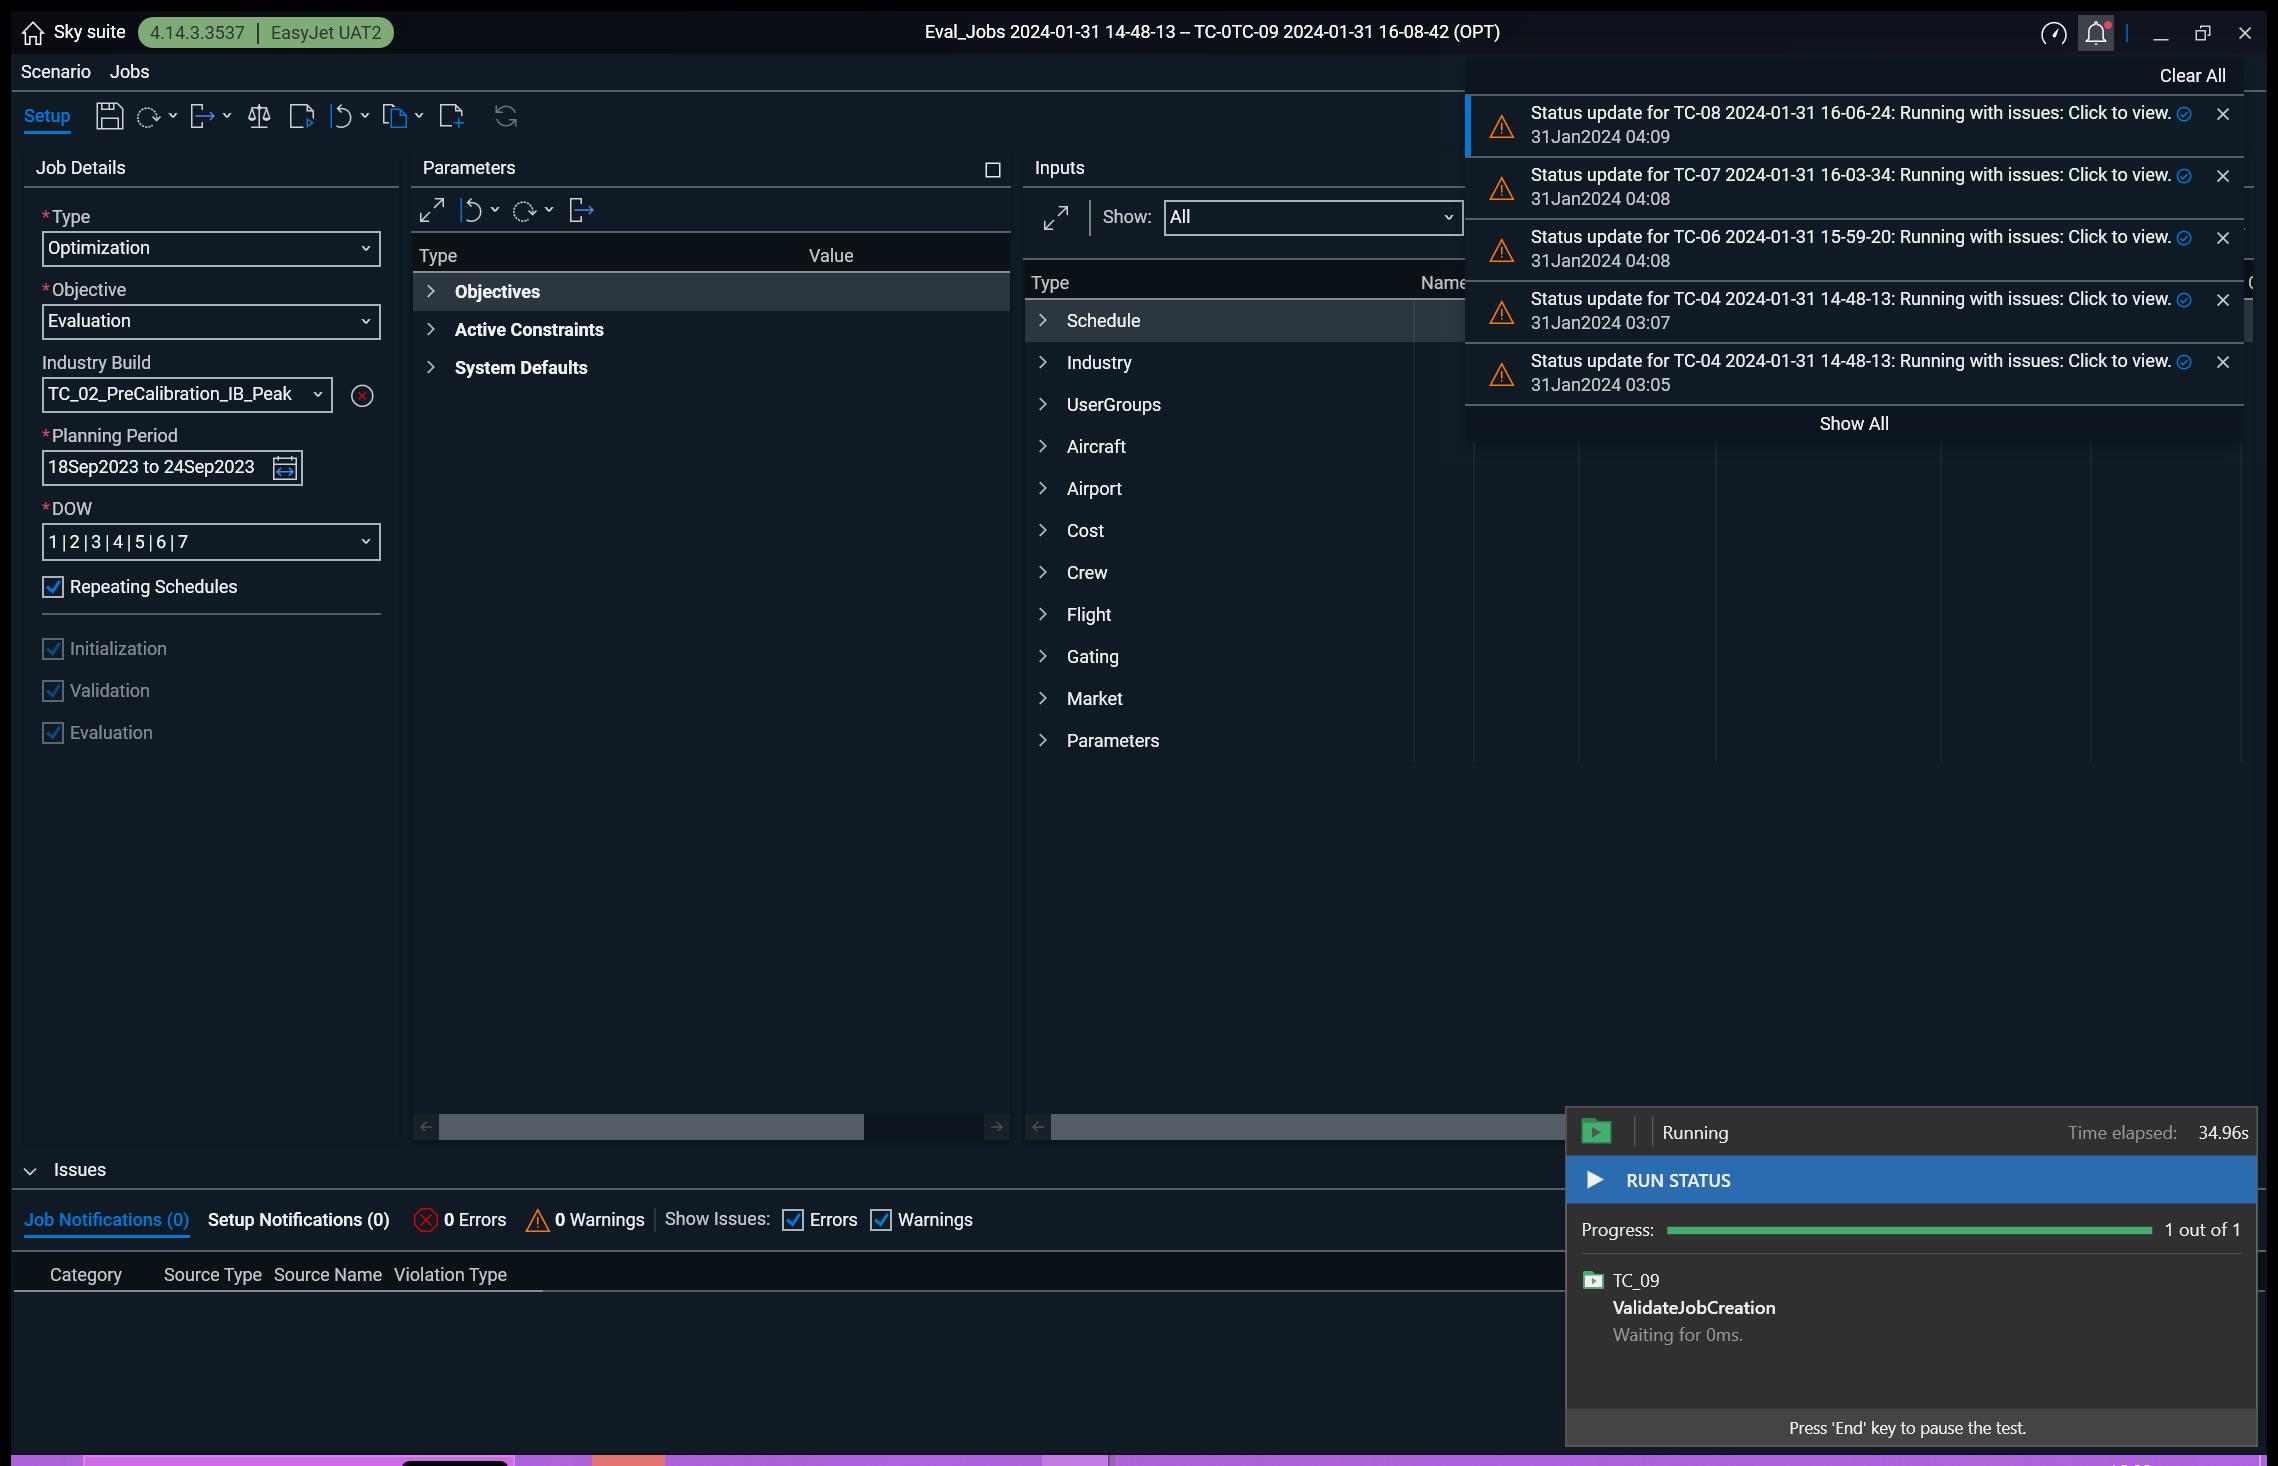 Sky suite 4.14.3.3537 | EasyJet UAT2 Eval_Jobs 2024-01-31 14-48-13 -- TC-0TC-09 2024-01-31 16-08-42 (OPT)
Scenario Jobs
Clear All
Status update for TC-08 2024-01-31 16-06-24: Running with issues: Click to view.
31Jan2024 04:09
Status update for TC-07 2024-01-31 16-03-34: Running with issues: Click to view.
31Jan2024 04:08
Status update for TC-06 2024-01-31 15-59-20: Running with issues: Click to view.
31Jan2024 04:08
Status update for TC-04 2024-01-31 14-48-13: Running with issues: Click to view.
31Jan2024 03:07
Status update for TC-04 2024-01-31 14-48-13: Running with issues: Click to view.
31Jan2024 03:05
Show All
Setup
Job Details
*Type
Optimization
*Objective
Evaluation
Industry Build
TC_02_PreCalibration_IB_Peak
*Planning Period
18Sep2023 to 24Sep2023
*DOW
1 | 2 | 3 | 4 | 5 | 6 | 7
Repeating Schedules
Initialization
Validation
Evaluation
Parameters
Type Value
Objectives
Active Constraints
System Defaults
Inputs
Show: All
Type Name
Schedule
Industry
UserGroups
Aircraft
Airport
Cost
Crew
Flight
Gating
Market
Parameters
Issues
Job Notifications (0) Setup Notifications (0) 0 Errors 0 Warnings Show Issues: Errors Warnings
Category Source Type Source Name Violation Type
Running Time elapsed: 34.96s
RUN STATUS
Progress: 1 out of 1
TC_09
ValidateJobCreation
Waiting for 0ms.
Press 'End' key to pause the test.